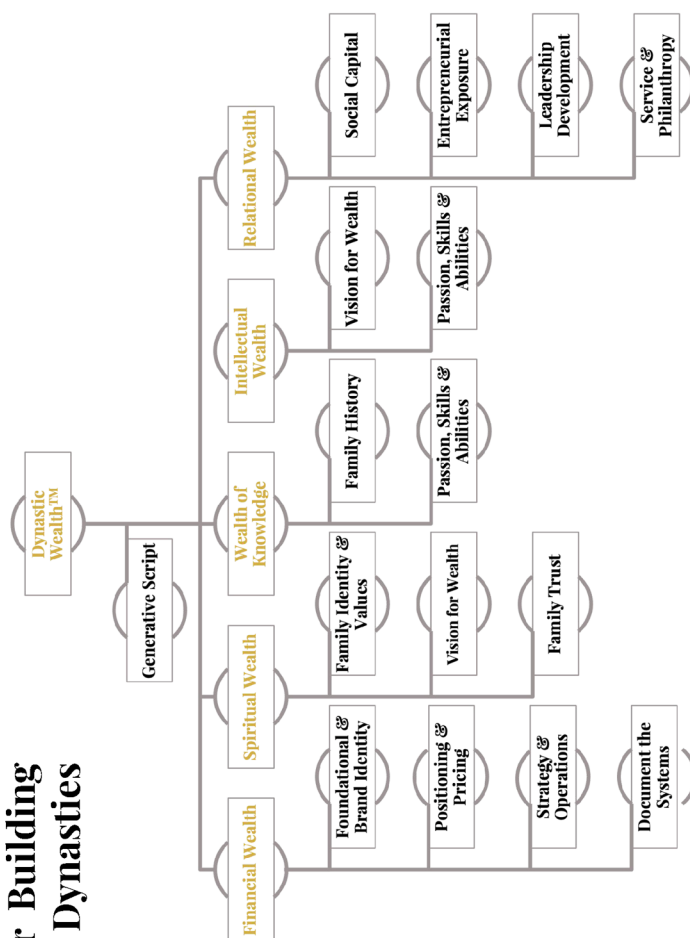 r Building
Dynasties
Dynastic
Wealth™
Generative Script
Financial Wealth
Foundational &
Brand Identity
Positioning &
Pricing
Strategy &
Operations
Document the
Systems
Spiritual Wealth
Family Identity &
Values
Vision for Wealth
Family Trust
Wealth of
Knowledge
Family History
Passion, Skills &
Abilities
Intellectual
Wealth
Vision for Wealth
Passion, Skills &
Abilities
Relational Wealth
Social Capital
Entrepreneurial
Exposure
Leadership
Development
Service &
Philanthropy